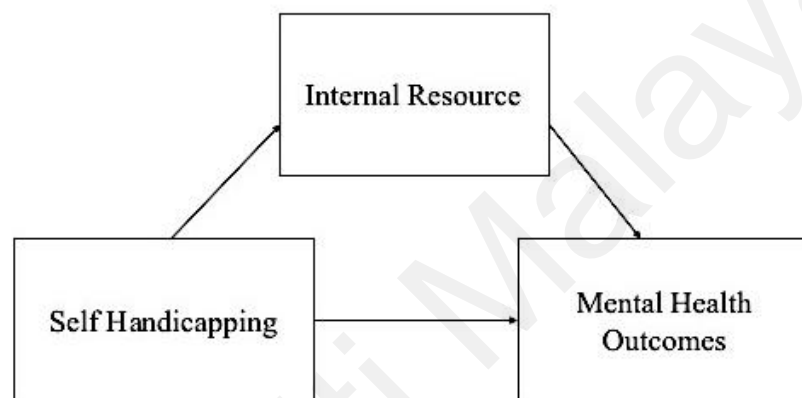 Internal Resource
Self Handicapping
Mental Health
Outcomes